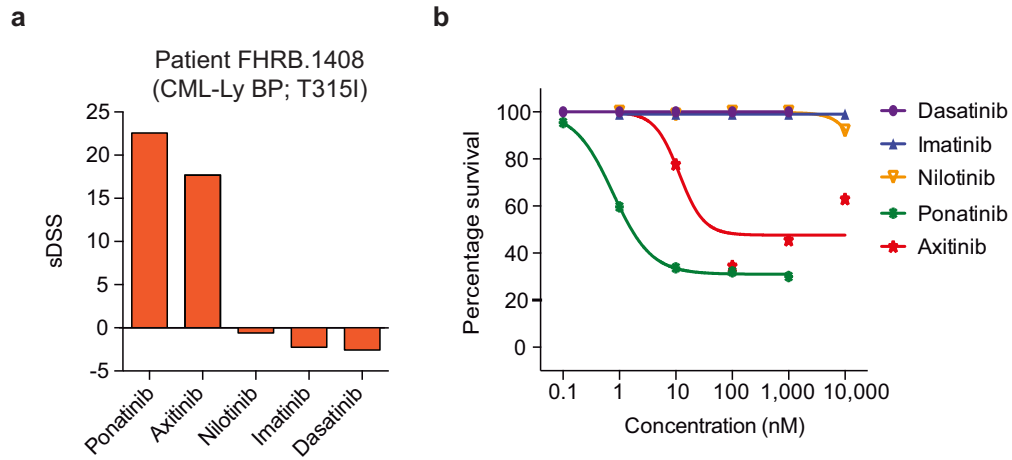 a
Patient FHRB.1408
(CML-Ly BP; T315I)
sDSS
25
20
15
10
5
0
-5
Ponatinib
Axitinib
Nilotinib
Imatinib
Dasatinib
b
Percentage survival
100
80
60
40
20
0
0.1
1
10
100
1,000
10,000
Concentration (nM)
Dasatinib
Imatinib
Nilotinib
Ponatinib
Axitinib